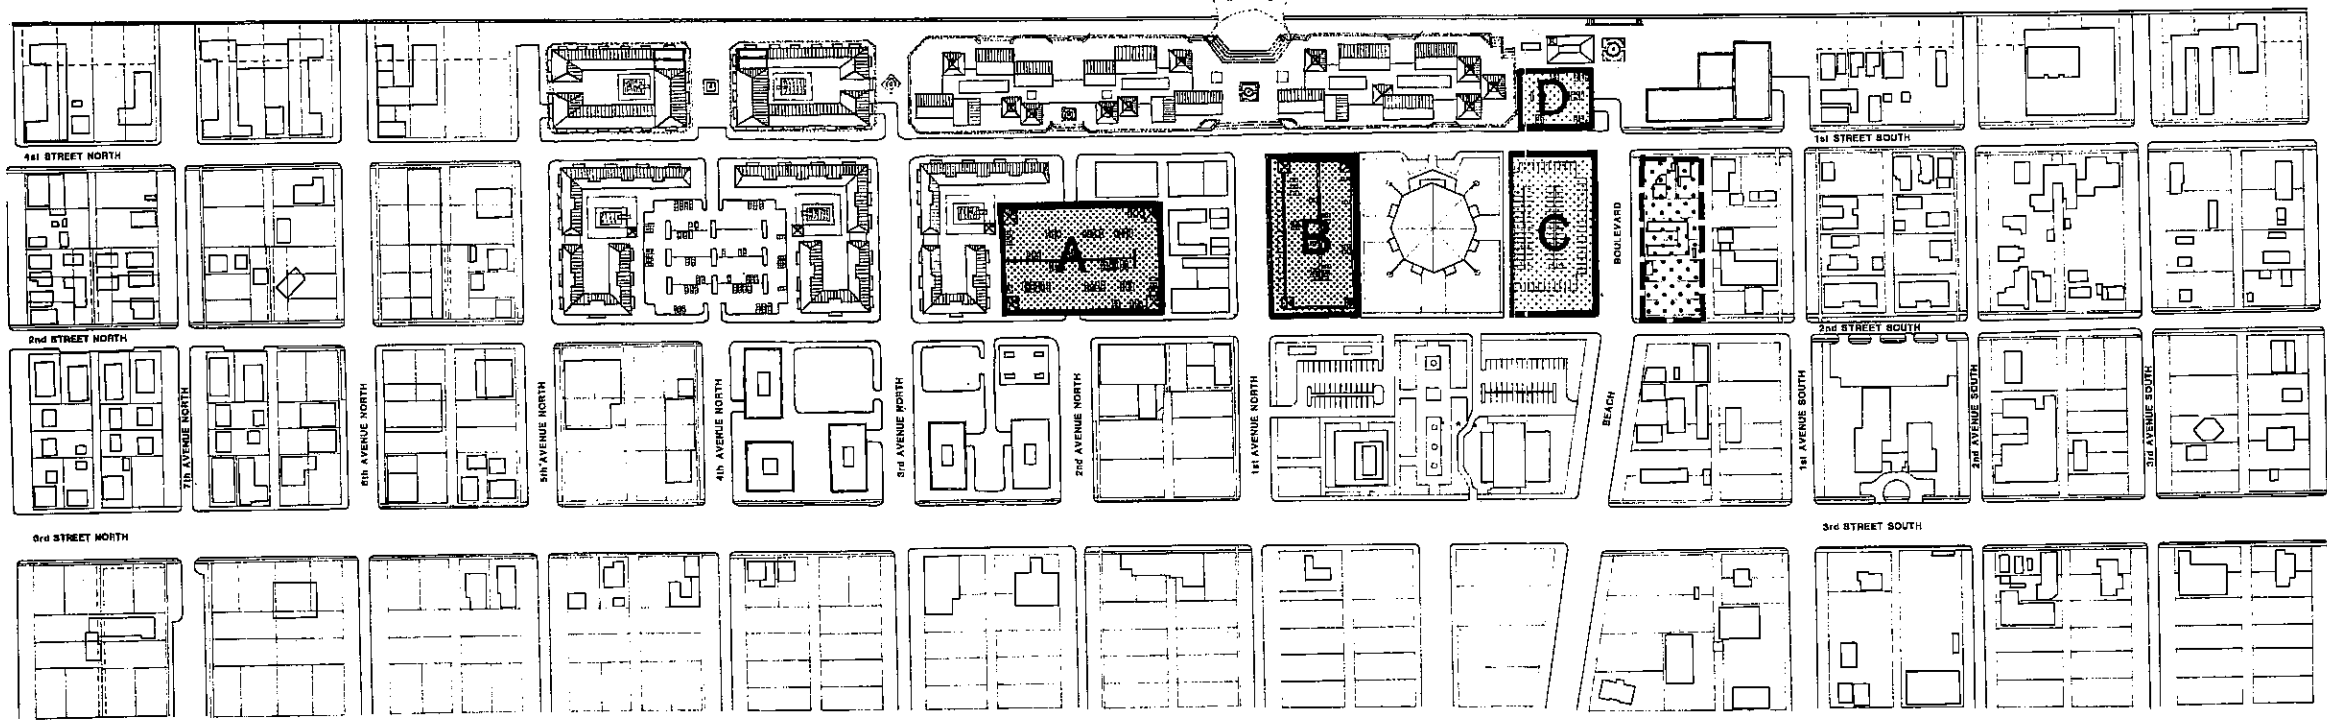 D
1st STREET NORTH
1st STREET SOUTH
A
B
C
BOULEVARD
2nd STREET NORTH
2nd STREET SOUTH
7th AVENUE NORTH
6th AVENUE NORTH
5th AVENUE NORTH
4th AVENUE NORTH
3rd AVENUE NORTH
2nd AVENUE NORTH
1st AVENUE NORTH
BEACH
1st AVENUE SOUTH
2nd AVENUE SOUTH
3rd AVENUE SOUTH
3rd STREET NORTH
3rd STREET SOUTH